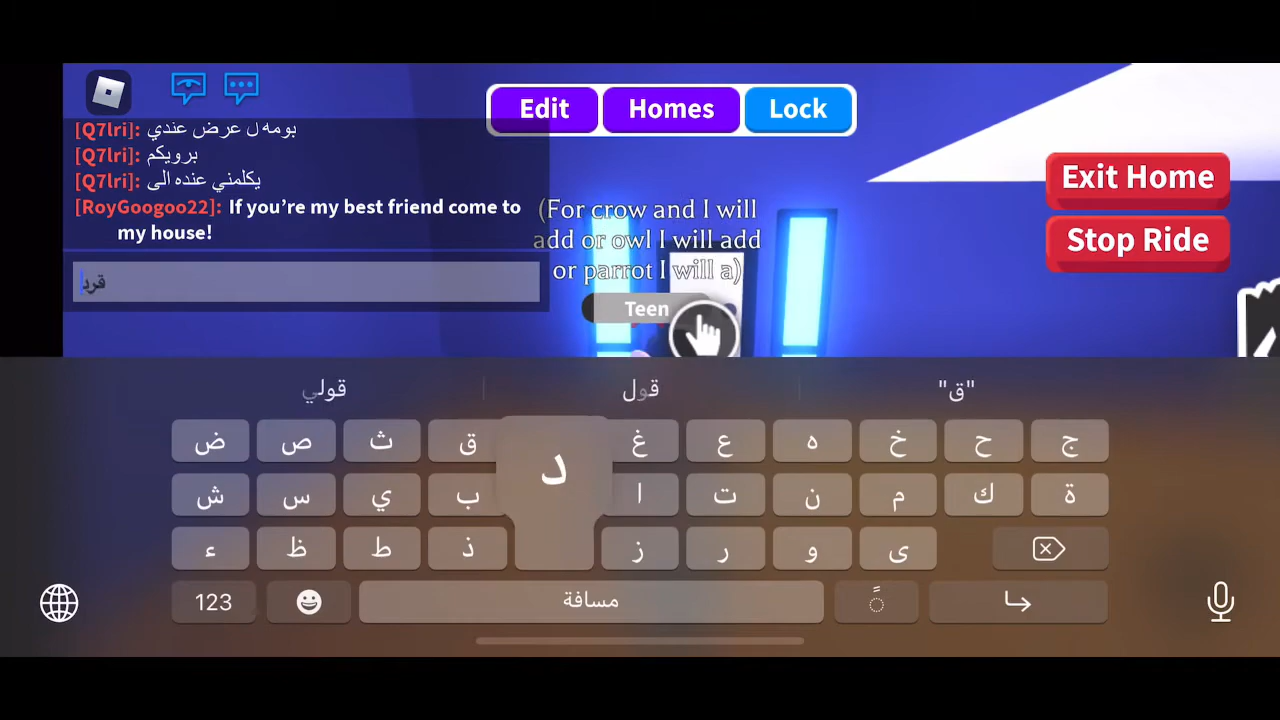 Edit Homes Lock
[Q7lri]: بومه ل عرض عندي
[Q7lri]: برويكم
[Q7lri]: يكلمني عنده الى
[RoyGoogoo22]: If you’re my best friend come to
my house!
Exit Home
Stop Ride
(For crow and I will
add or owl I will add
or parrot I will a)
Teen
قرد
قولي قول "ق"
ض ص ث ق غ ع ه خ ح ج
ش س ي ب ا ت ن م ك ة
ء ظ ط ذ د ز ر و ى
123 مسافة